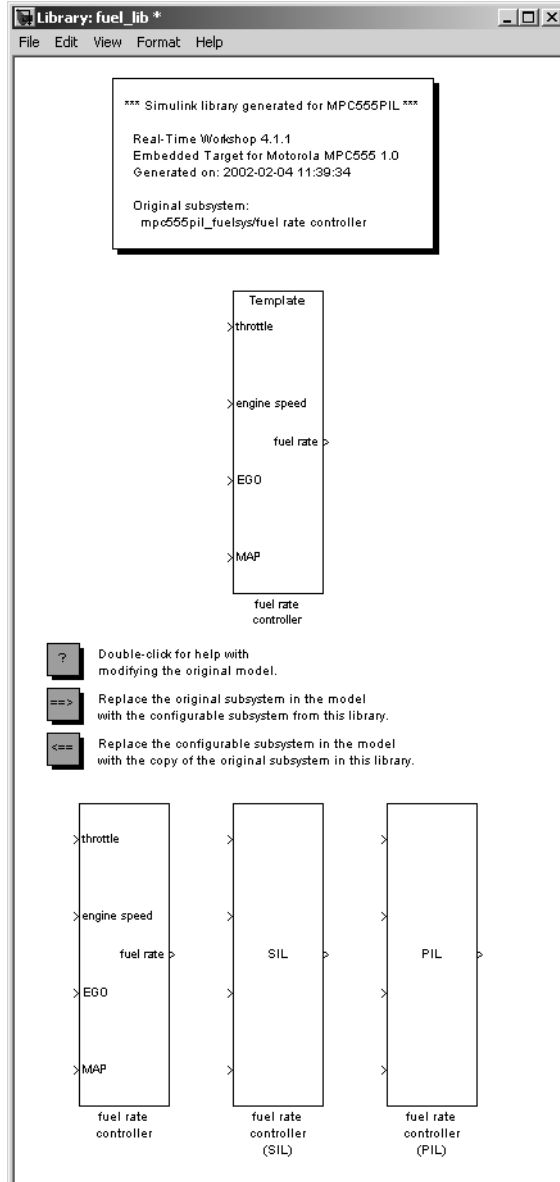 Library: fuel_lib *
File Edit View Format Help
*** Simulink library generated for MPC555PIL ***
Real-Time Workshop 4.1.1
Embedded Target for Motorola MPC555 1.0
Generated on: 2002-02-04 11:39:34
Original subsystem:
mpc555pil_fuelsys/fuel rate controller
Template
throttle
engine speed
fuel rate
EGO
MAP
fuel rate
controller
?
Double-click for help with
modifying the original model.
==>
Replace the original subsystem in the model
with the configurable subsystem from this library.
<==
Replace the configurable subsystem in the model
with the copy of the original subsystem in this library.
throttle
engine speed
fuel rate
EGO
MAP
fuel rate
controller
SIL
fuel rate
controller
(SIL)
PIL
fuel rate
controller
(PIL)